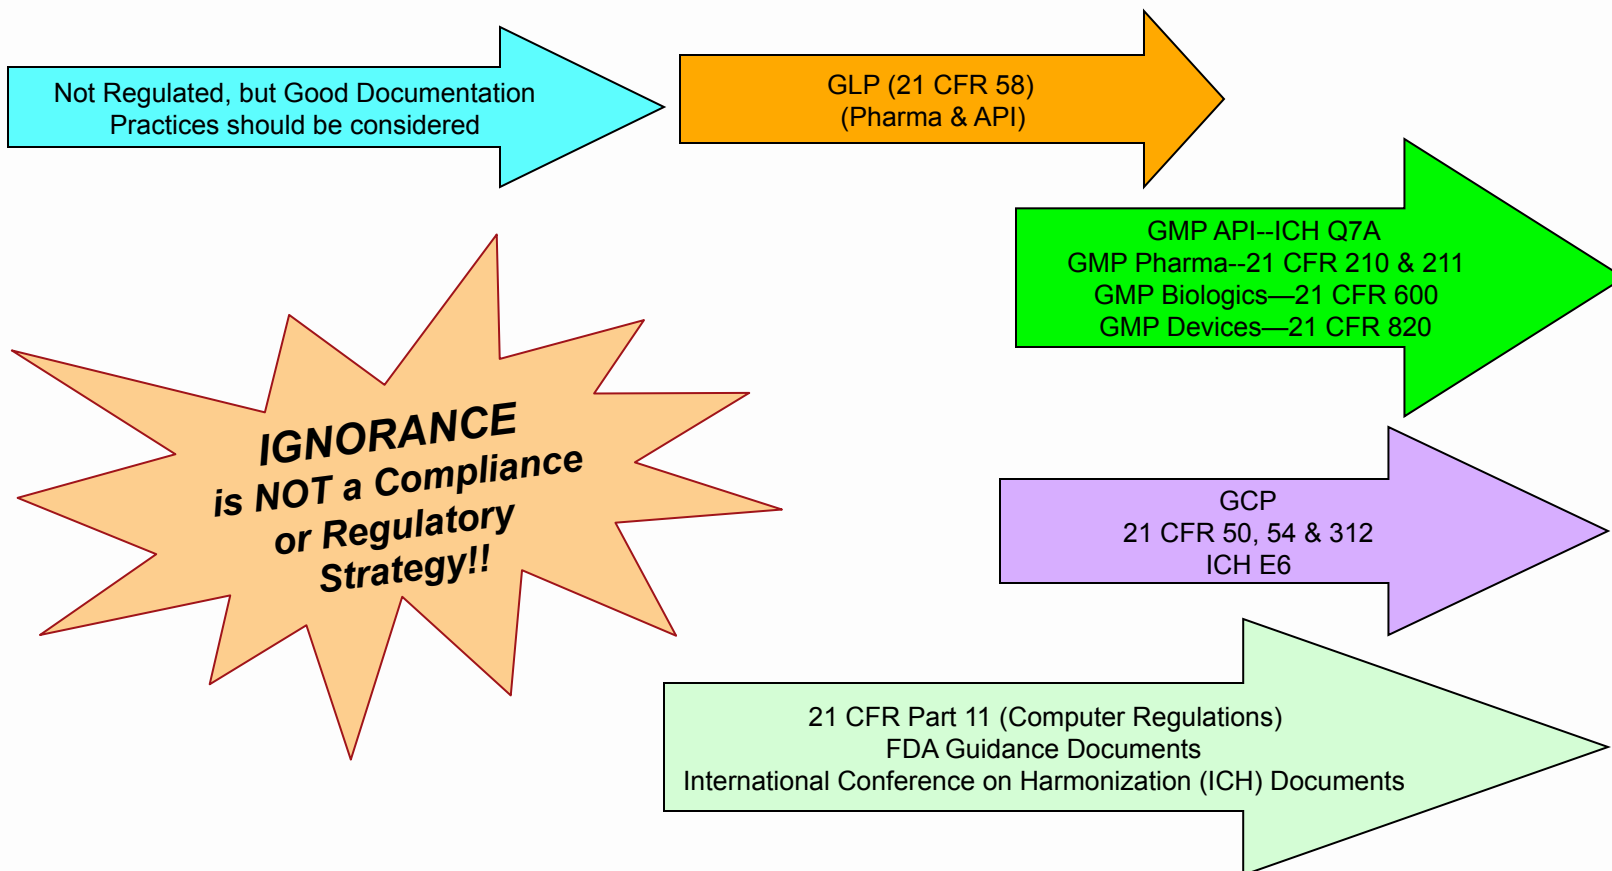 Not Regulated, but Good Documentation
Practices should be considered
GLP (21 CFR 58)
(Pharma & API)
GMP API--ICH Q7A
GMP Pharma--21 CFR 210 & 211
GMP Biologics—21 CFR 600
GMP Devices—21 CFR 820
IGNORANCE
is NOT a Compliance
or Regulatory
Strategy!!
GCP
21 CFR 50, 54 & 312
ICH E6
21 CFR Part 11 (Computer Regulations)
FDA Guidance Documents
International Conference on Harmonization (ICH) Documents